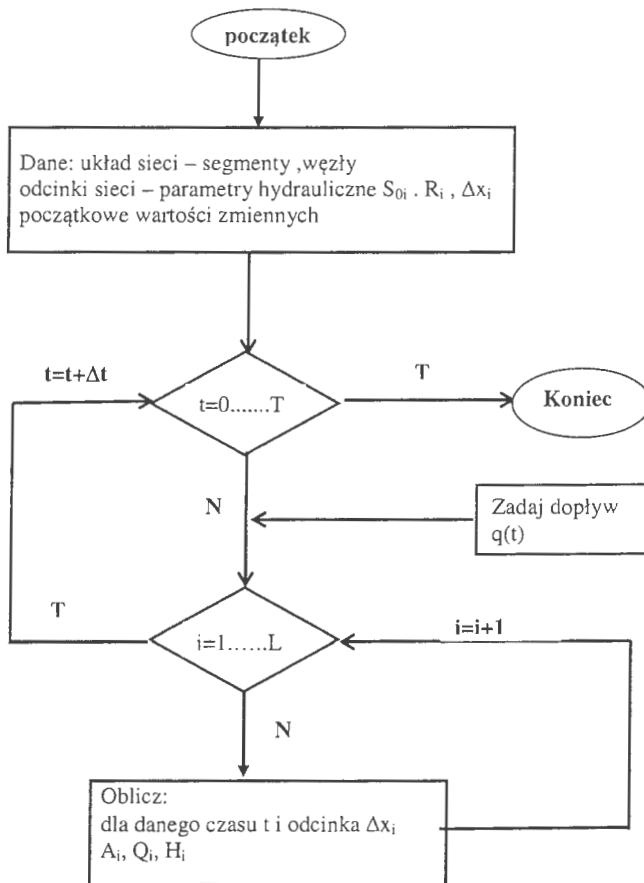 początek
Dane: układ sieci – segmenty ,węzły
odcinki sieci – parametry hydrauliczne S₀ᵢ . Rᵢ , Δxᵢ
początkowe wartości zmiennych
t=t+Δt
T
t=0.......T
Koniec
N
Zadaj dopływ
q(t)
T
i=1......L
i=i+1
N
Oblicz:
dla danego czasu t i odcinka Δxᵢ
Aᵢ, Qᵢ, Hᵢ